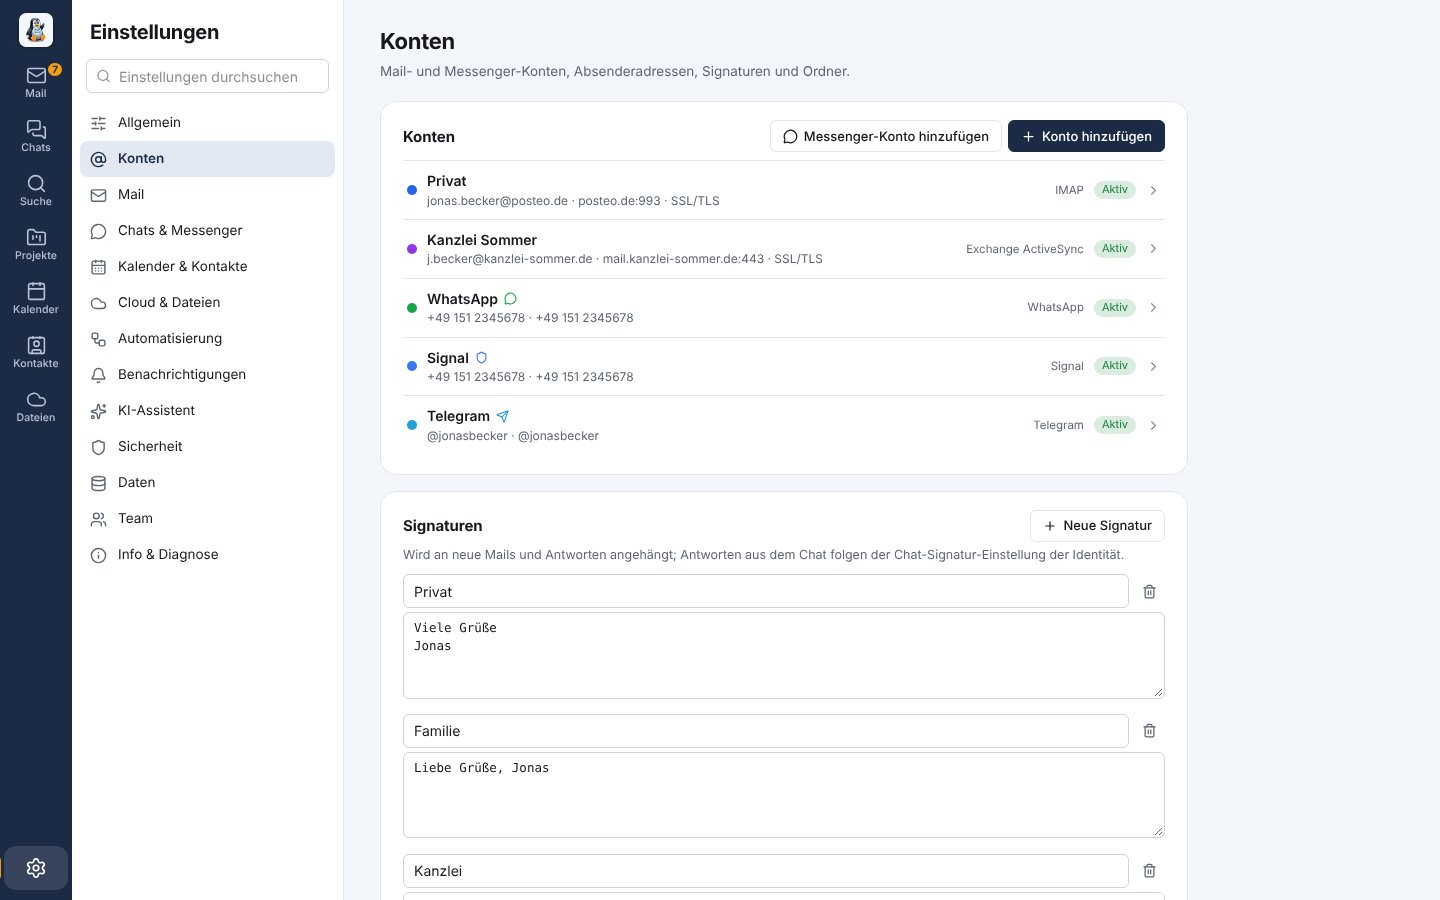 7
Mail
Chats
Suche
Projekte
Kalender
Kontakte
Dateien
Einstellungen
Einstellungen durchsuchen
Allgemein
Konten
Mail
Chats & Messenger
Kalender & Kontakte
Cloud & Dateien
Automatisierung
Benachrichtigungen
KI-Assistent
Sicherheit
Daten
Team
Info & Diagnose
Konten
Mail- und Messenger-Konten, Absenderadressen, Signaturen und Ordner.
Konten
Messenger-Konto hinzufügen
Konto hinzufügen
Privat
jonas.becker@posteo.de · posteo.de:993 · SSL/TLS
IMAP
Aktiv
Kanzlei Sommer
j.becker@kanzlei-sommer.de · mail.kanzlei-sommer.de:443 · SSL/TLS
Exchange ActiveSync
Aktiv
WhatsApp
+49 151 2345678 · +49 151 2345678
WhatsApp
Aktiv
Signal
+49 151 2345678 · +49 151 2345678
Signal
Aktiv
Telegram
@jonasbecker · @jonasbecker
Telegram
Aktiv
Signaturen
Neue Signatur
Wird an neue Mails und Antworten angehängt; Antworten aus dem Chat folgen der Chat-Signatur-Einstellung der Identität.
Privat
Viele Grüße
Jonas
Familie
Liebe Grüße, Jonas
Kanzlei